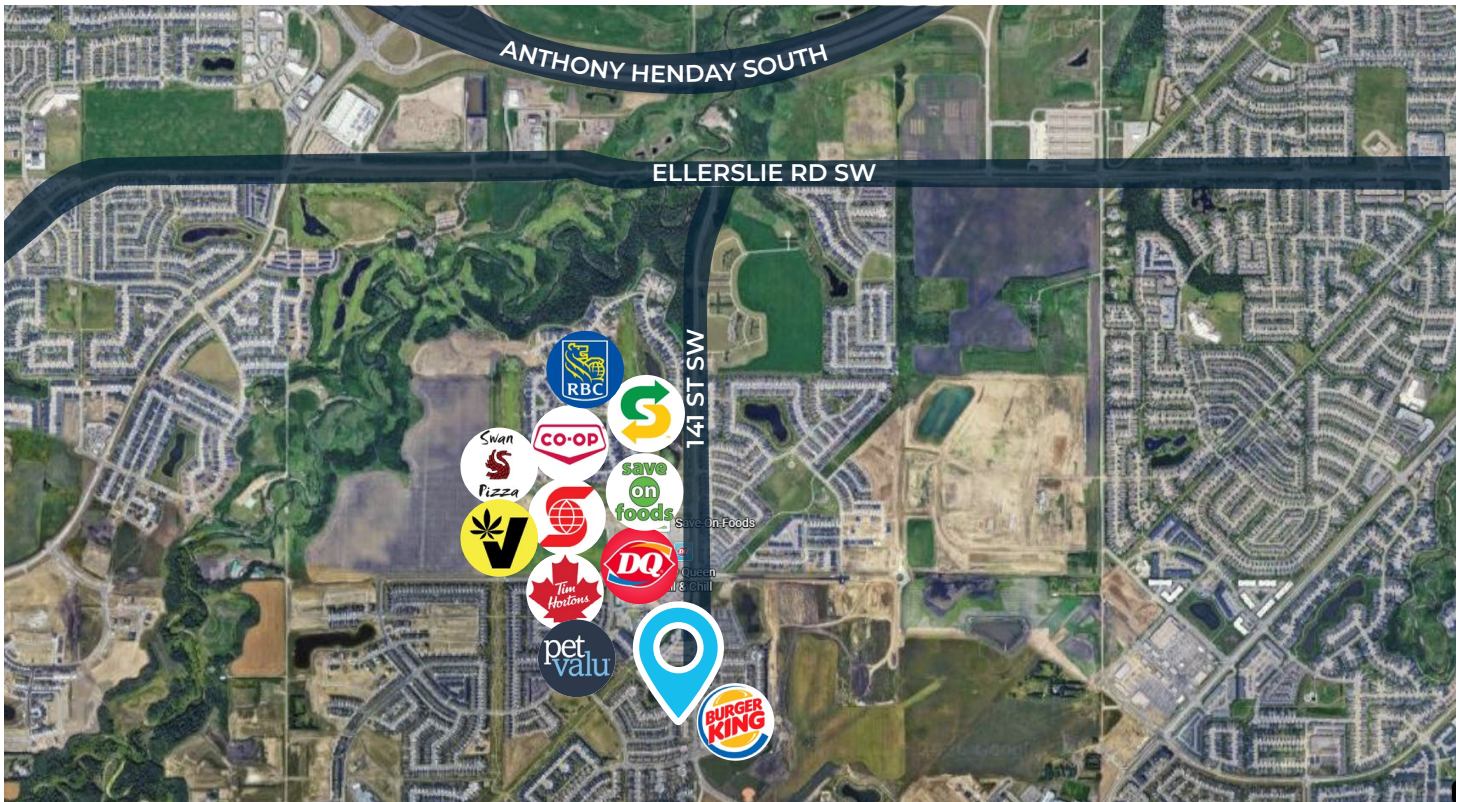 ANTHONY HENDAY SOUTH
ELLERSLIE RD SW
141 ST SW
RBC
CO-OP
Swan
Pizza
save
on
foods
Save-On-Foods
DQ
Queen
& Chill
Tim
Hortons
pet
valu
BURGER
KING